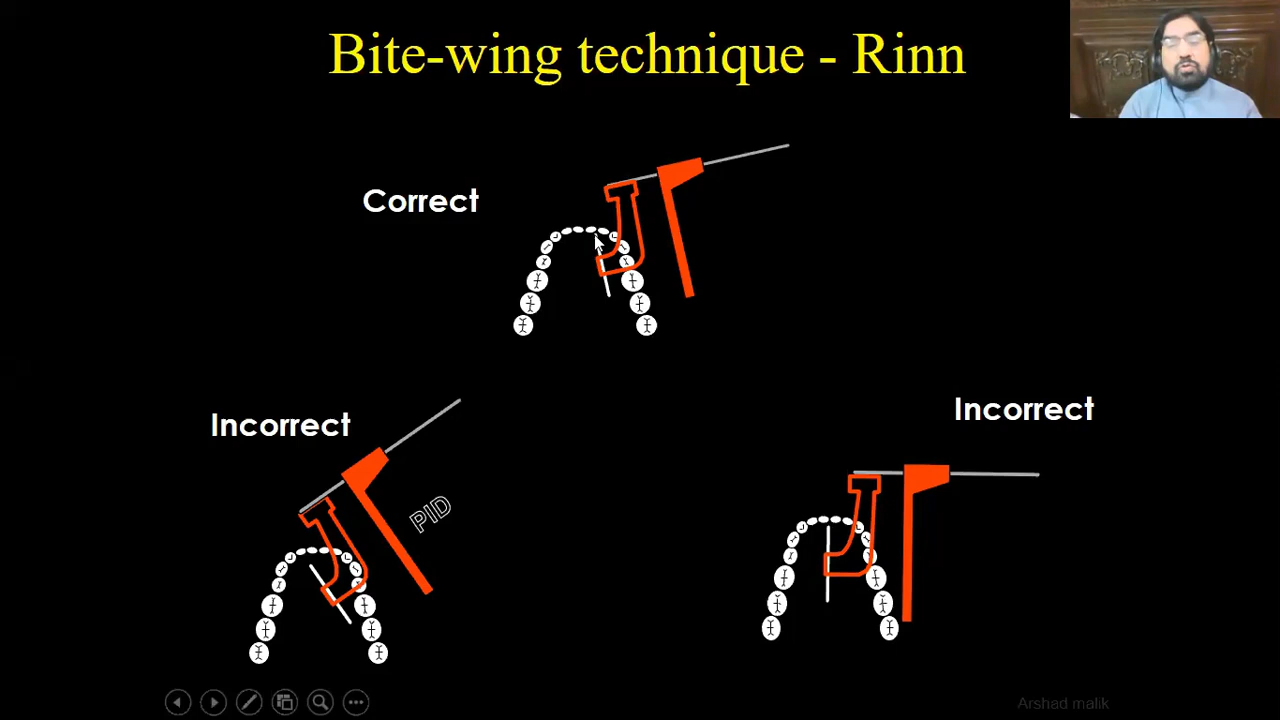 Bite-wing technique - Rinn
Correct
Incorrect
Incorrect
PID
Arshad malik